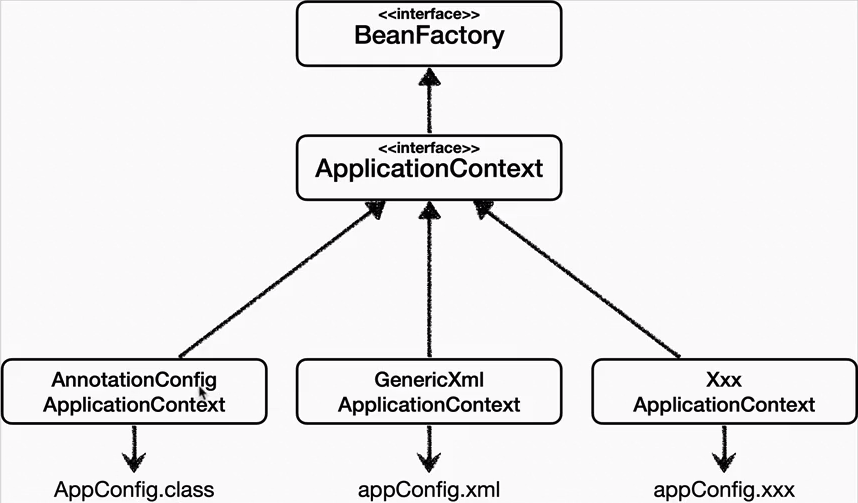 <<interface>>
BeanFactory
<<interface>>
ApplicationContext
AnnotationConfig
ApplicationContext
GenericXml
ApplicationContext
Xxx
ApplicationContext
AppConfig.class
appConfig.xml
appConfig.xxx